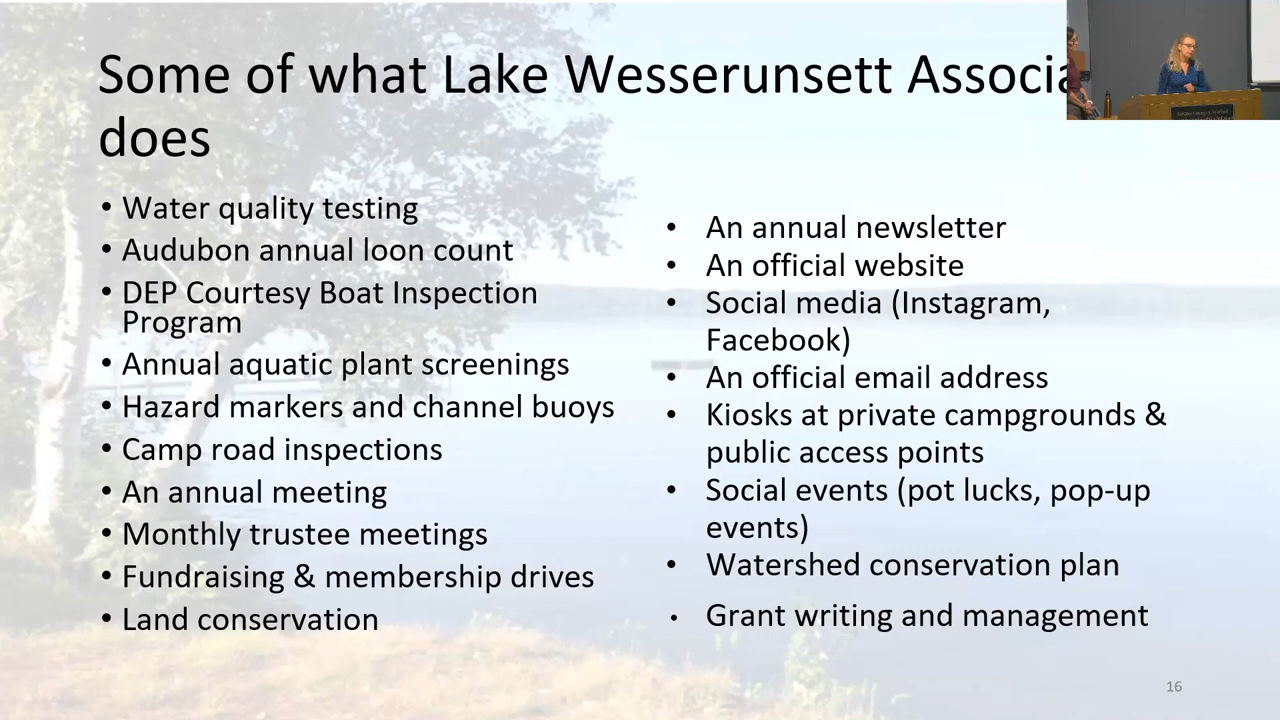 Some of what Lake Wesserunsett Associa
does
• Water quality testing
• Audubon annual loon count
• DEP Courtesy Boat Inspection
Program
• Annual aquatic plant screenings
• Hazard markers and channel buoys
• Camp road inspections
• An annual meeting
• Monthly trustee meetings
• Fundraising & membership drives
• Land conservation
• An annual newsletter
• An official website
• Social media (Instagram,
Facebook)
• An official email address
• Kiosks at private campgrounds &
public access points
• Social events (pot lucks, pop-up
events)
• Watershed conservation plan
• Grant writing and management
16